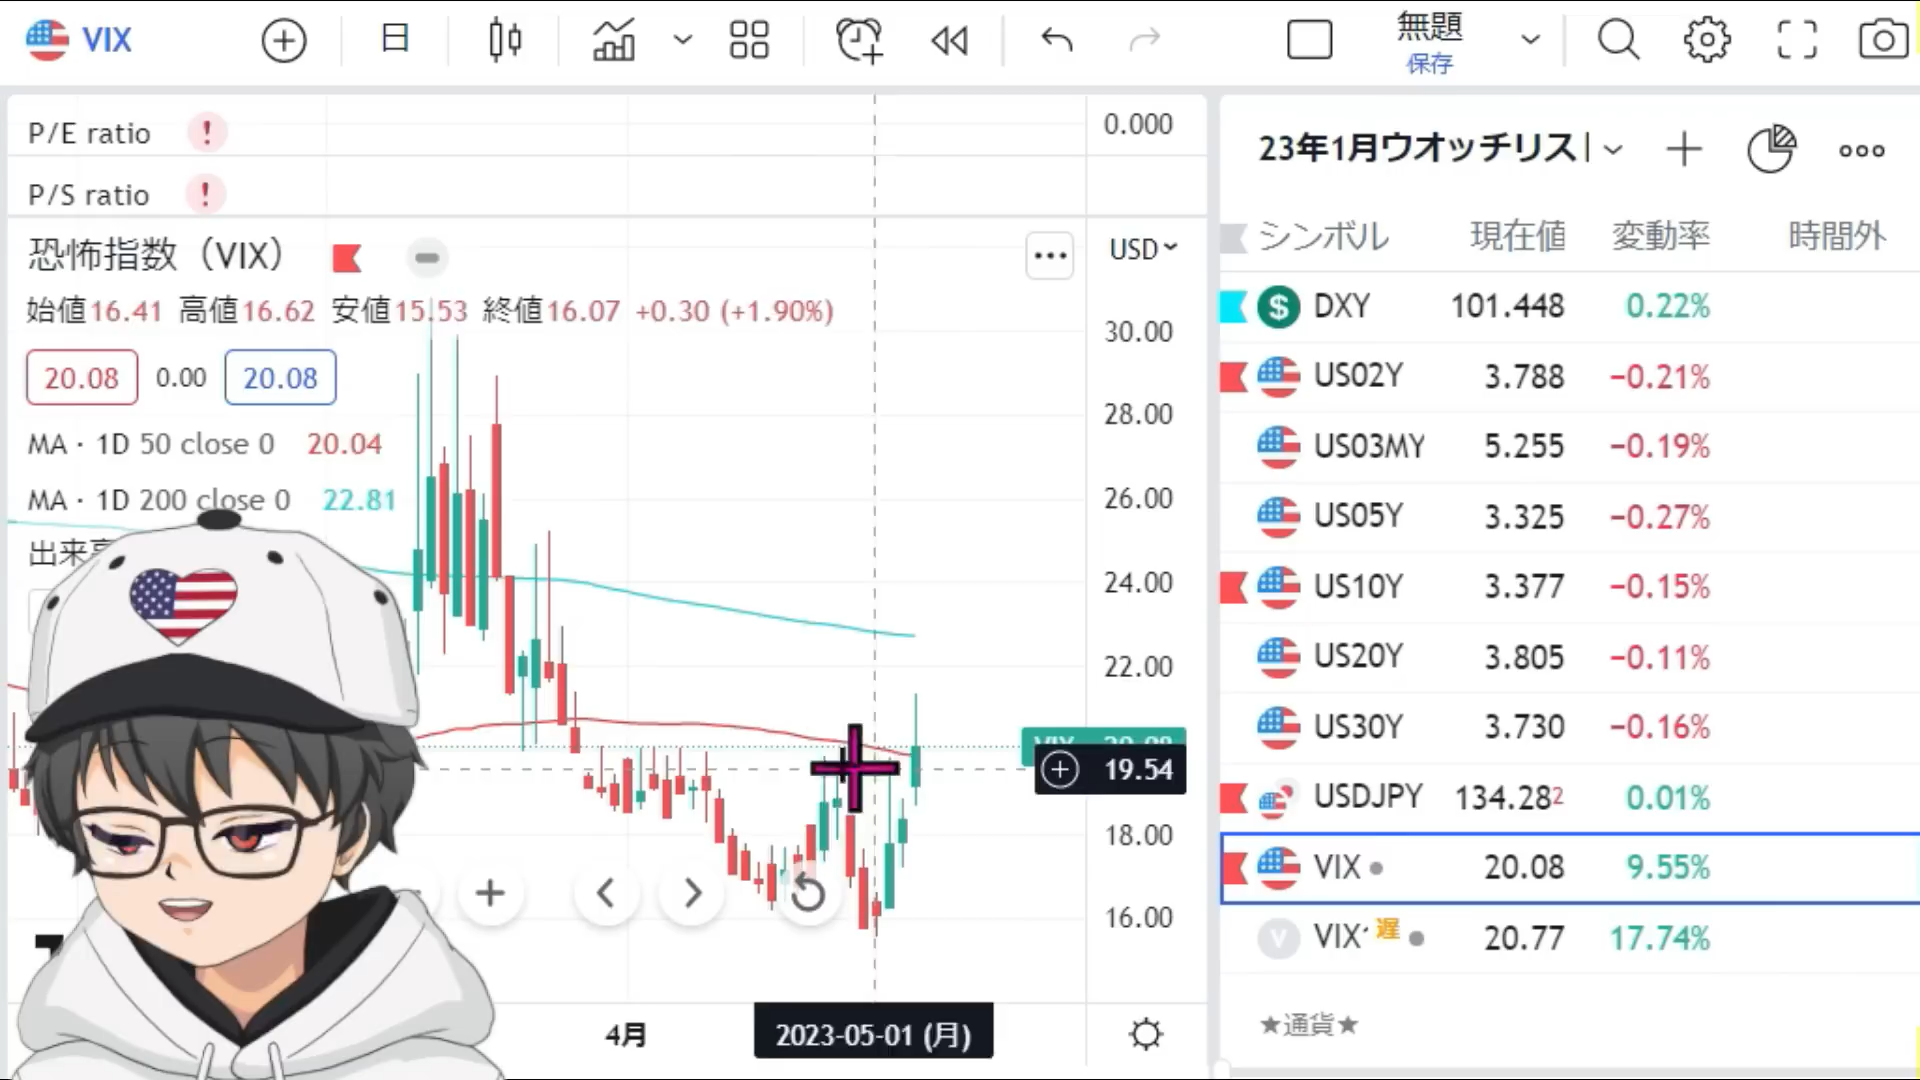 VIX
日
無題
保存
P/E ratio !
0.000
P/S ratio !
恐怖指数（VIX）
USD
始値16.41 高値16.62 安値15.53 終値16.07 +0.30 (+1.90%)
20.08 0.00 20.08
MA · 1D 50 close 0 20.04
MA · 1D 200 close 0 22.81
出来高
30.00
28.00
26.00
24.00
22.00
VIX 20.08
19.54
18.00
16.00
4月
2023-05-01 (月)
23年1月ウオッチリス
シンボル 現在値 変動率 時間外
$ DXY 101.448 0.22%
US02Y 3.788 −0.21%
US03MY 5.255 −0.19%
US05Y 3.325 −0.27%
US10Y 3.377 −0.15%
US20Y 3.805 −0.11%
US30Y 3.730 −0.16%
USDJPY 134.282 0.01%
VIX 20.08 9.55%
V VIX 遅 20.77 17.74%
★通貨★